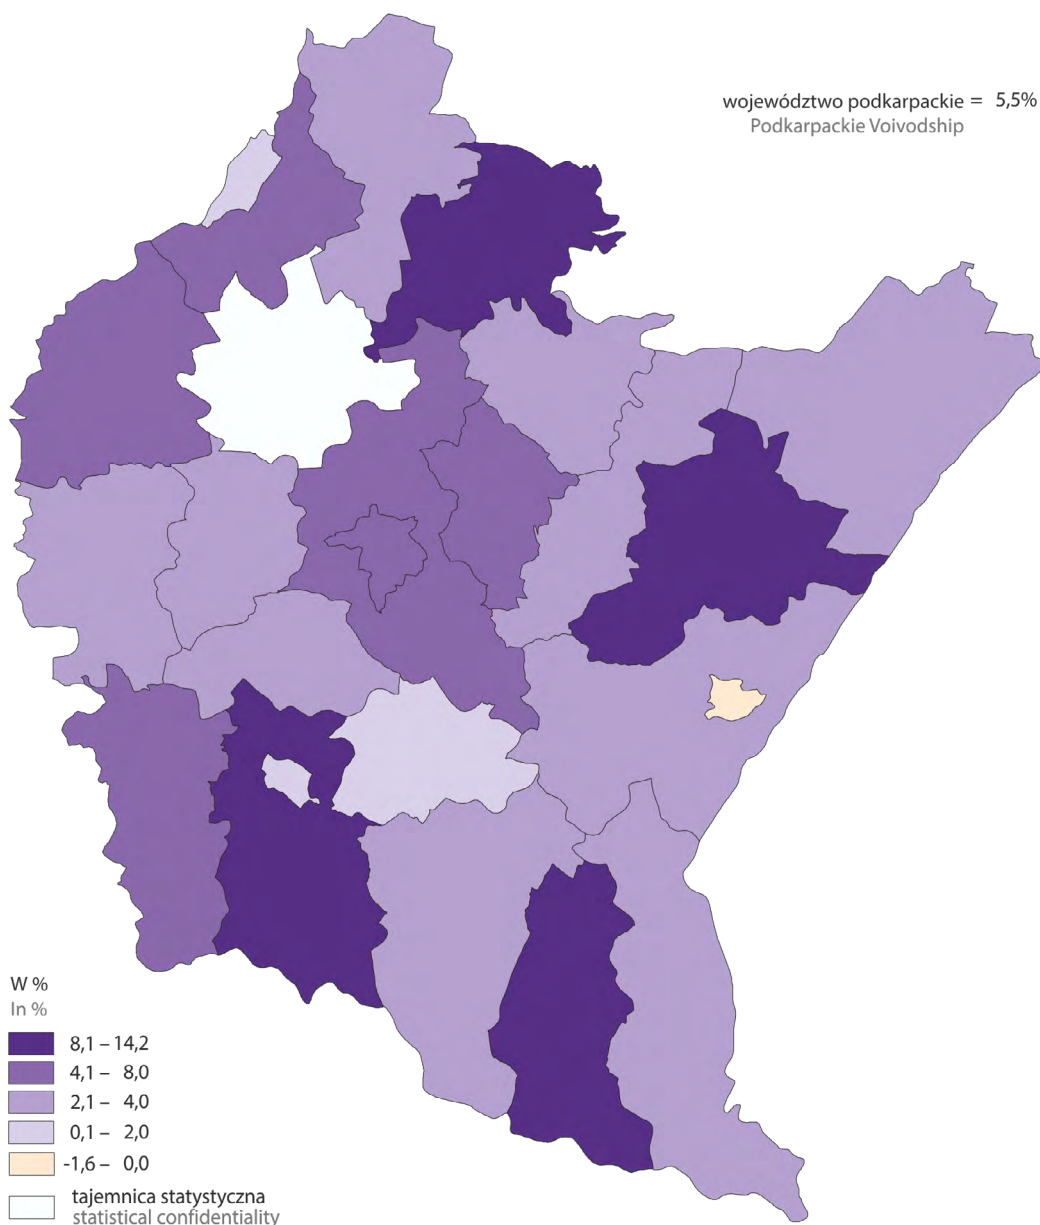 województwo podkarpackie = 5,5%
Podkarpackie Voivodship
W %
In %
8,1 – 14,2
4,1 – 8,0
2,1 – 4,0
0,1 – 2,0
-1,6 – 0,0
tajemnica statystyczna
statistical confidentiality